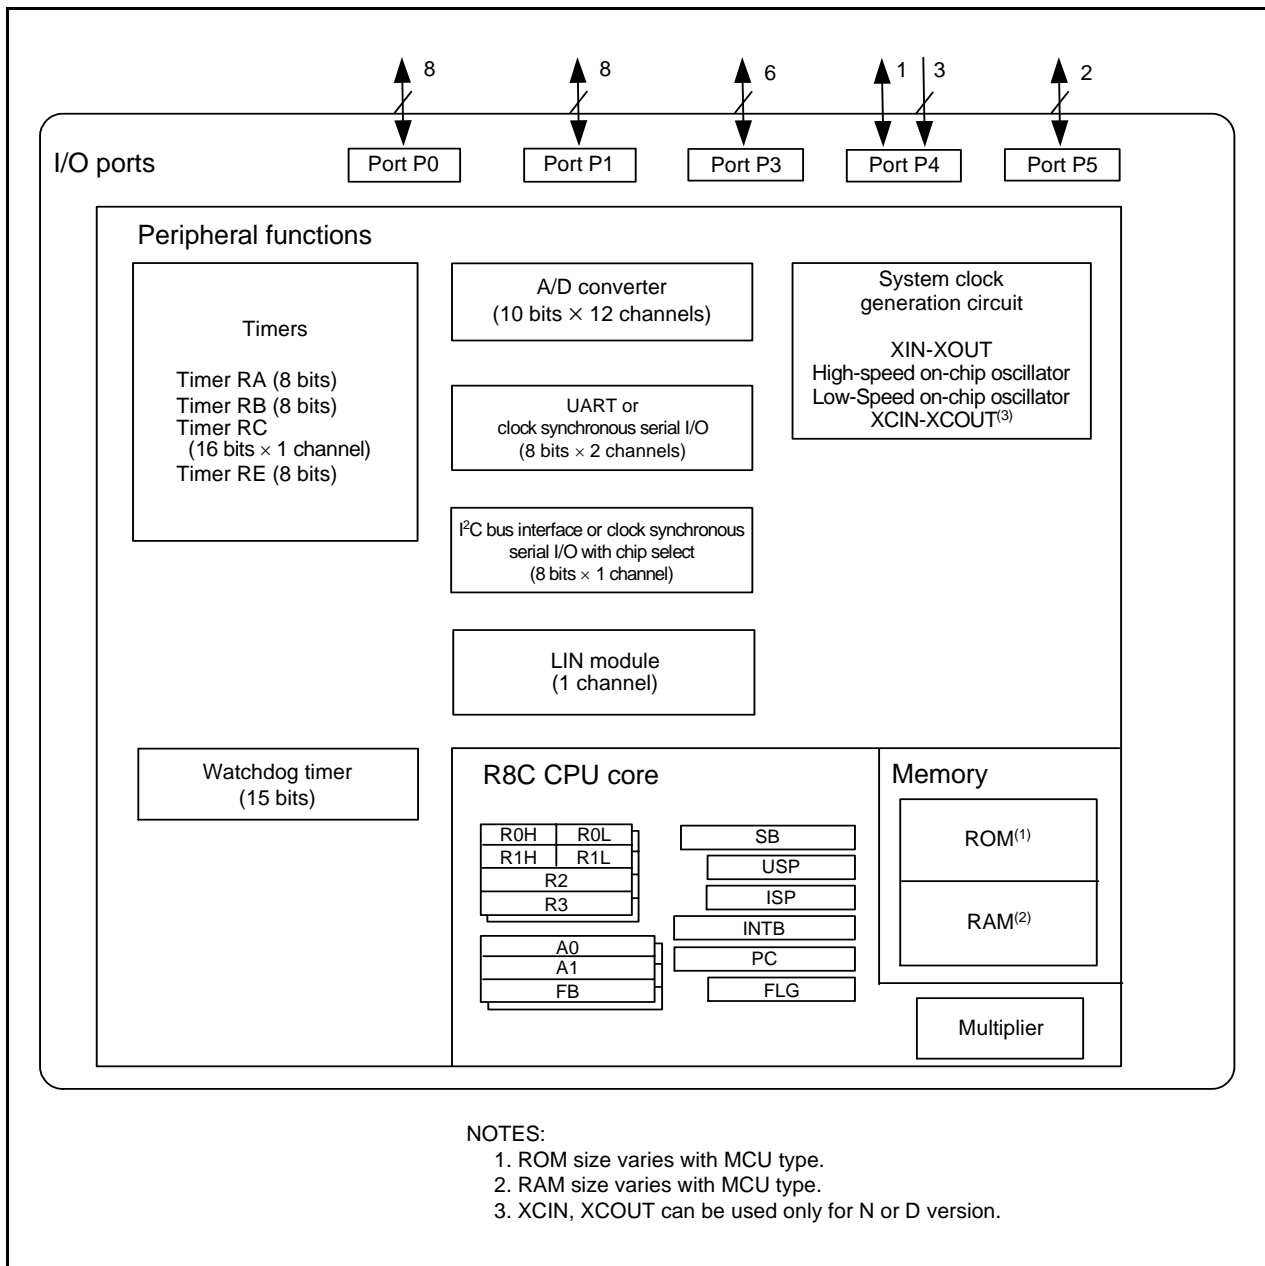 8
8
6
1
3
2
I/O ports
Port P0
Port P1
Port P3
Port P4
Port P5
Peripheral functions
Timers
Timer RA (8 bits)
Timer RB (8 bits)
Timer RC
(16 bits × 1 channel)
Timer RE (8 bits)
A/D converter
(10 bits × 12 channels)
UART or
clock synchronous serial I/O
(8 bits × 2 channels)
I²C bus interface or clock synchronous
serial I/O with chip select
(8 bits × 1 channel)
LIN module
(1 channel)
System clock
generation circuit
XIN-XOUT
High-speed on-chip oscillator
Low-Speed on-chip oscillator
XCIN-XCOUT(3)
Watchdog timer
(15 bits)
R8C CPU core
R0H
R0L
R1H
R1L
R2
R3
A0
A1
FB
SB
USP
ISP
INTB
PC
FLG
Memory
ROM(1)
RAM(2)
Multiplier
NOTES:
1. ROM size varies with MCU type.
2. RAM size varies with MCU type.
3. XCIN, XCOUT can be used only for N or D version.